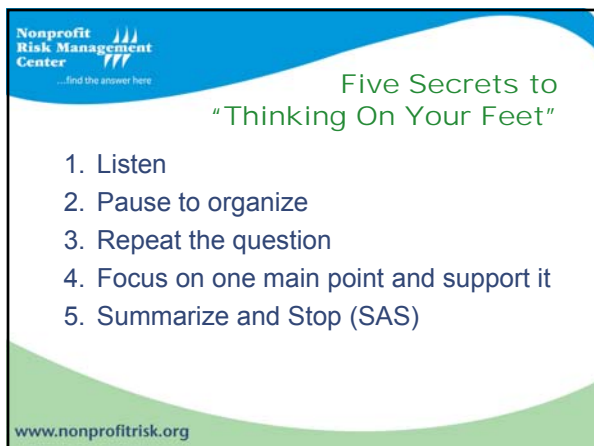 Nonprofit
Risk Management
Center
...find the answer here
Five Secrets to
"Thinking On Your Feet"
1. Listen
2. Pause to organize
3. Repeat the question
4. Focus on one main point and support it
5. Summarize and Stop (SAS)
www.nonprofitrisk.org